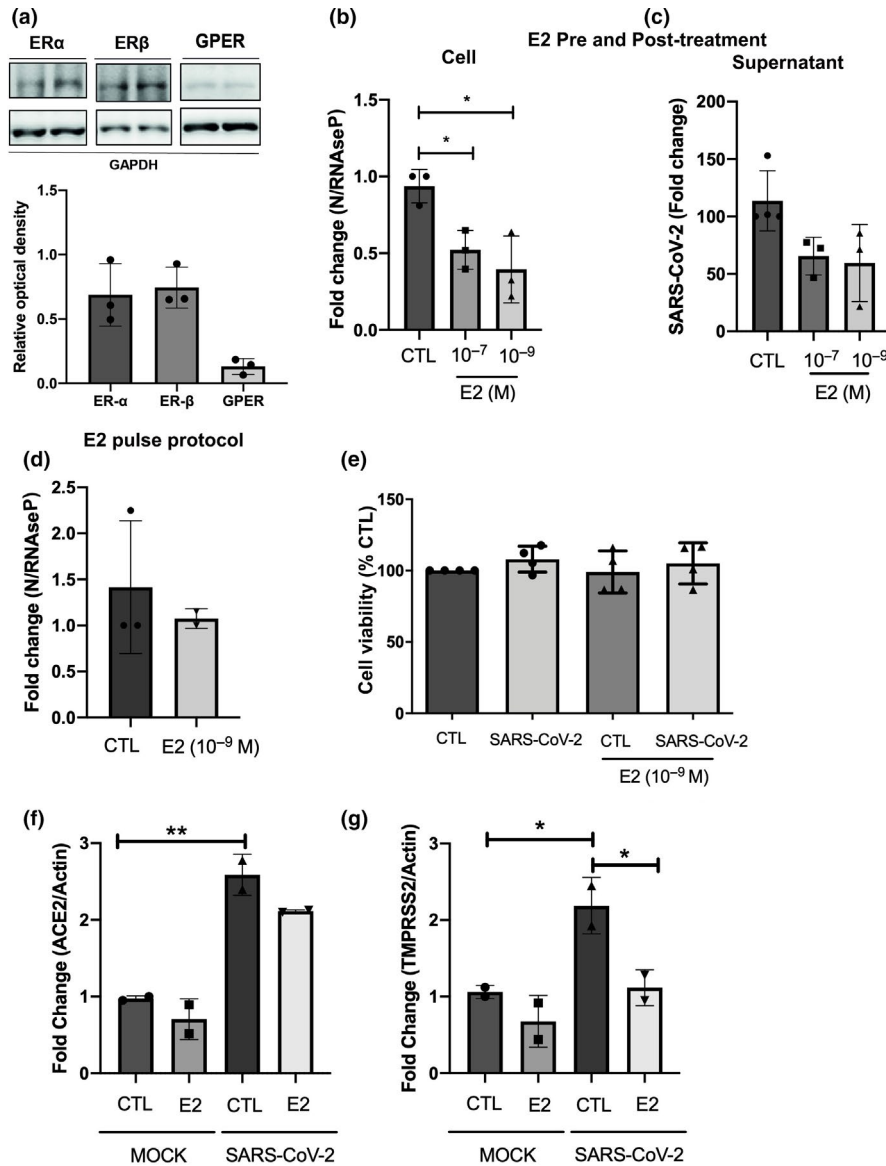 (a)
ERα ERβ GPER
GAPDH
Relative optical density
1.5
1.0
0.5
0.0
ER-α ER-β GPER
E2 Pre and Post-treatment
(b)
Cell
Fold change (N/RNAseP)
1.5
1.0
0.5
0.0
*
*
CTL 10⁻⁷ 10⁻⁹
E2 (M)
(c)
Supernatant
SARS-CoV-2 (Fold change)
200
150
100
50
0
CTL 10⁻⁷ 10⁻⁹
E2 (M)
(d)
E2 pulse protocol
Fold change (N/RNAseP)
2.5
2.0
1.5
1.0
0.5
0.0
CTL E2 (10⁻⁹ M)
(e)
Cell viability (% CTL)
150
100
50
0
CTL SARS-CoV-2 CTL SARS-CoV-2
E2 (10⁻⁹ M)
(f)
Fold Change (ACE2/Actin)
3
2
1
0
**
CTL E2 CTL E2
MOCK SARS-CoV-2
(g)
Fold Change (TMPRSS2/Actin)
3
2
1
0
*
*
CTL E2 CTL E2
MOCK SARS-CoV-2